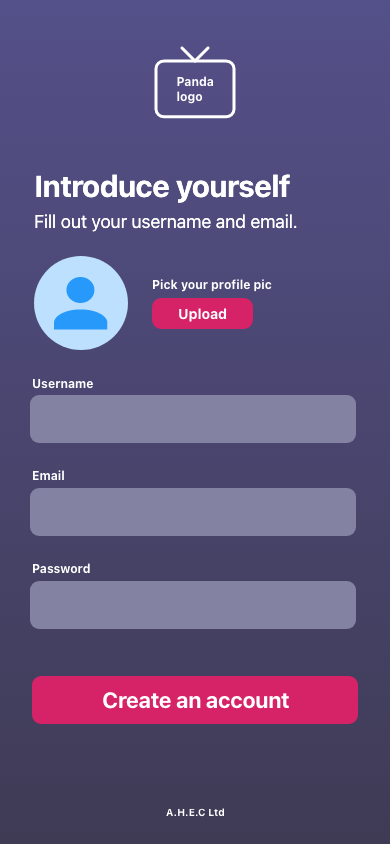 Panda
logo
Introduce yourself
Fill out your username and email.
Pick your profile pic
Upload
Username
Email
Password
Create an account
A.H.E.C Ltd